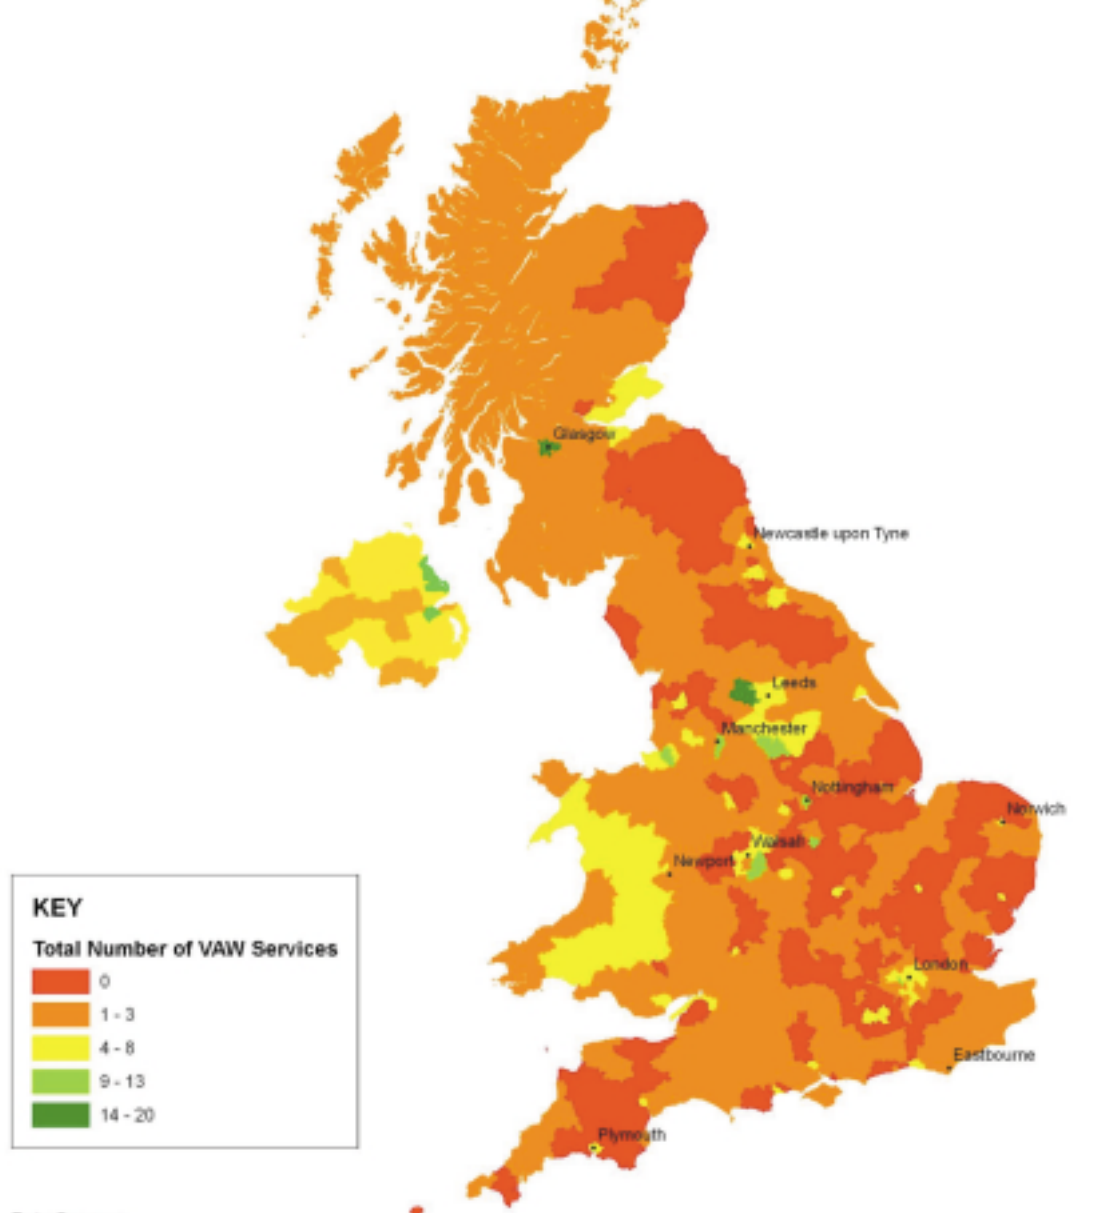 Glasgow
Newcastle upon Tyne
Leeds
Manchester
Nottingham
Norwich
Walsall
Newport
KEY
Total Number of VAW Services
0
1 - 3
4 - 8
9 - 13
14 - 20
London
Eastbourne
Plymouth